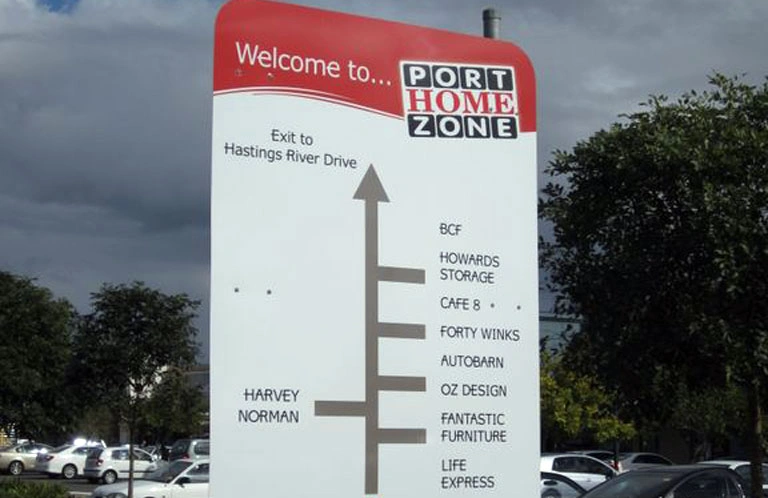 Welcome to...
PORT
HOME
ZONE
Exit to
Hastings River Drive
BCF
HOWARDS
STORAGE
CAFE 8
FORTY WINKS
AUTOBARN
OZ DESIGN
HARVEY
NORMAN
FANTASTIC
FURNITURE
LIFE
EXPRESS